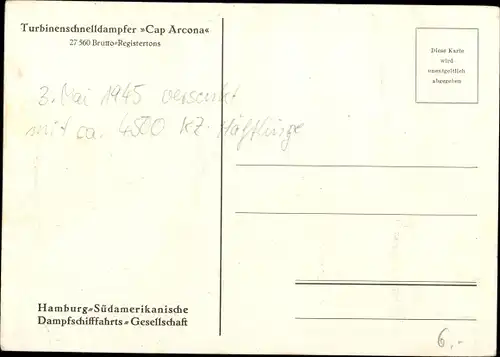 Turbinenschnelldampfer »Cap Arcona«
27 560 Brutto=Registertons
Diese Karte
wird
unentgeltlich
abgegeben
3. Mai 1945 versenkt
mit ca. 4500 KZ-Häftlinge
Hamburg=Südamerikanische
Dampfschifffahrts=Gesellschaft
6,-